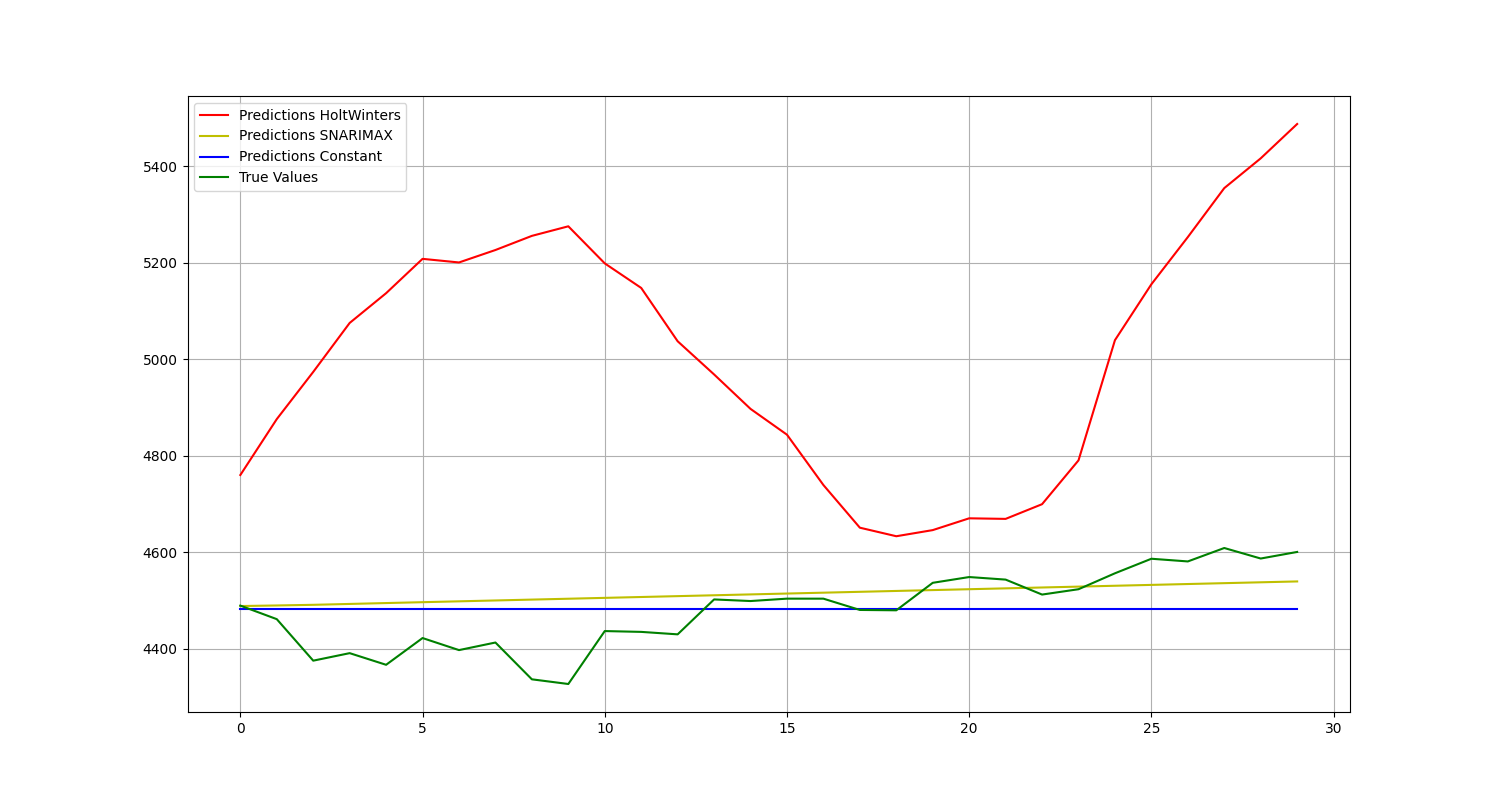 Predictions HoltWinters
Predictions SNARIMAX
Predictions Constant
True Values
5400
5200
5000
4800
4600
4400
0 5 10 15 20 25 30